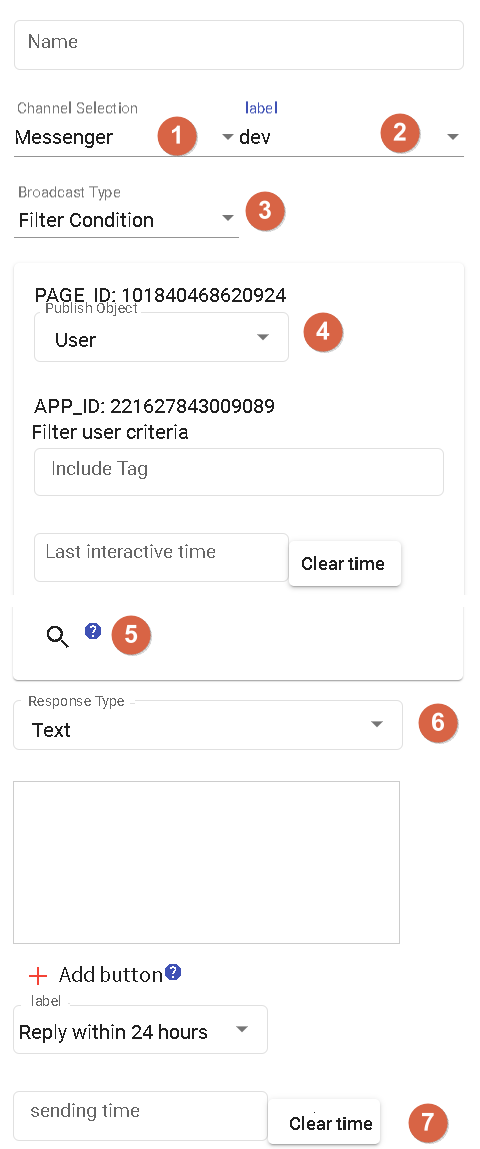 Name
Channel Selection label
Messenger 1 dev 2
Broadcast Type
Filter Condition 3
PAGE_ID: 101840468620924
Publish Object
User 4
APP_ID: 221627843009089
Filter user criteria
Include Tag
Last interactive time Clear time
? 5
Response Type
Text 6
+ Add button ?
label
Reply within 24 hours
sending time Clear time 7